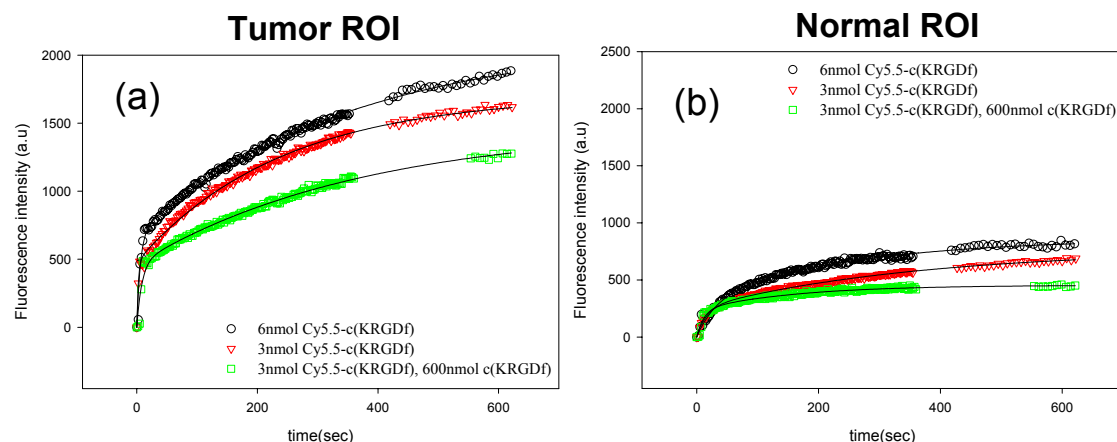 Tumor ROI
(a)
2000
1500
1000
500
0
Fluorescence intensity (a.u)
6nmol Cy5.5-c(KRGDf)
3nmol Cy5.5-c(KRGDf)
3nmol Cy5.5-c(KRGDf), 600nmol c(KRGDf)
0
200
400
600
time(sec)
Normal ROI
(b)
2500
2000
1500
1000
500
0
Fluorescence intensity (a.u)
6nmol Cy5.5-c(KRGDf)
3nmol Cy5.5-c(KRGDf)
3nmol Cy5.5-c(KRGDf), 600nmol c(KRGDf)
0
200
400
600
time(sec)